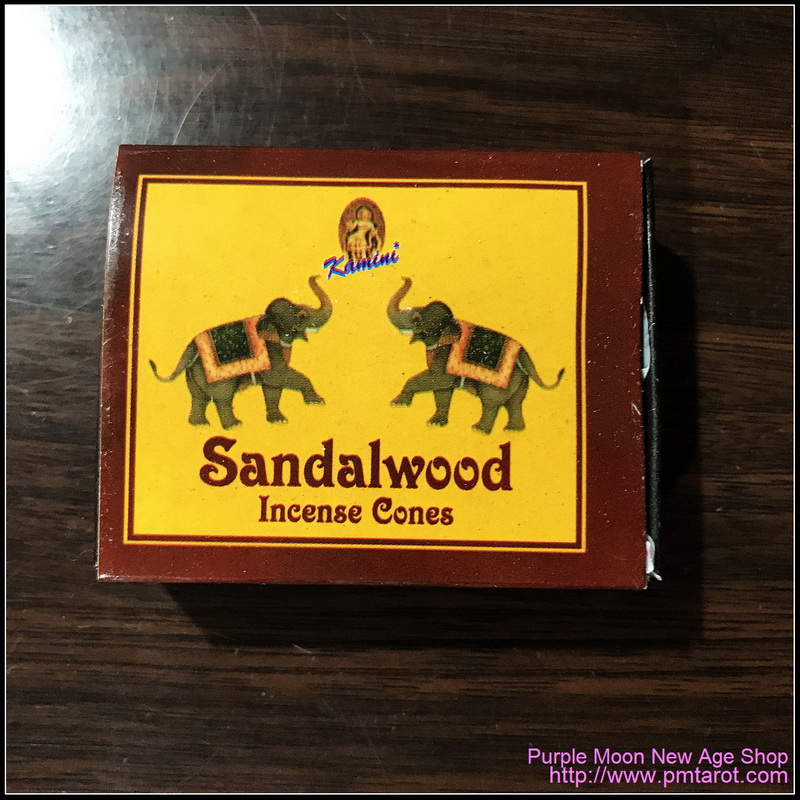 Kamini
Sandalwood
Incense Cones
Purple Moon New Age Shop
http://www.pmtarot.com